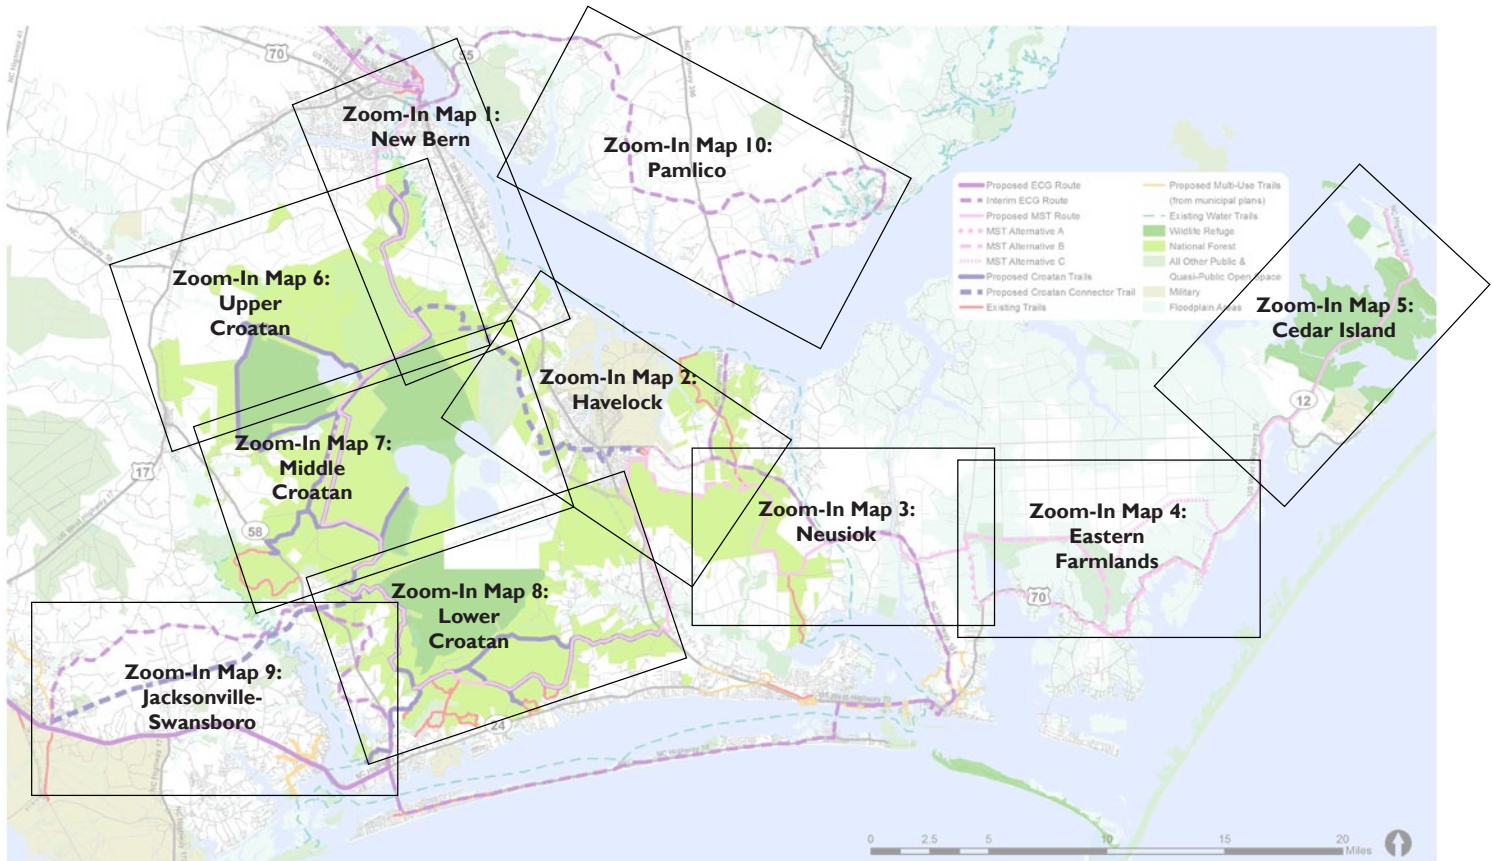 70
55
NC Highway 306
Zoom-In Map 1:
New Bern
Zoom-In Map 10:
Pamlico
Proposed ECG Route
Interim ECG Route
Proposed MST Route
MST Alternative A
MST Alternative B
MST Alternative C
Proposed Croatan Trails
Proposed Croatan Connector Trail
Existing Trails
Proposed Multi-Use Trails
(from municipal plans)
Existing Water Trails
Wildlife Refuge
National Forest
All Other Public &
Quasi-Public Open Space
Military
Floodplain Areas
Zoom-In Map 6:
Upper
Croatan
Zoom-In Map 5:
Cedar Island
Zoom-In Map 2:
Havelock
12
Zoom-In Map 7:
Middle
Croatan
17
58
Zoom-In Map 3:
Neusiok
Zoom-In Map 4:
Eastern
Farmlands
70
Zoom-In Map 8:
Lower
Croatan
Zoom-In Map 9:
Jacksonville-
Swansboro
24
NC Highway 58
0 2.5 5 10 15 20
Miles